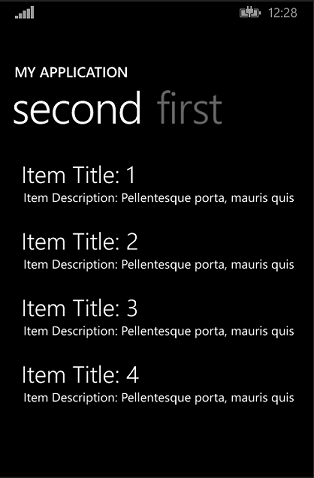 12:28
MY APPLICATION
second first
Item Title: 1
Item Description: Pellentesque porta, mauris quis
Item Title: 2
Item Description: Pellentesque porta, mauris quis
Item Title: 3
Item Description: Pellentesque porta, mauris quis
Item Title: 4
Item Description: Pellentesque porta, mauris quis